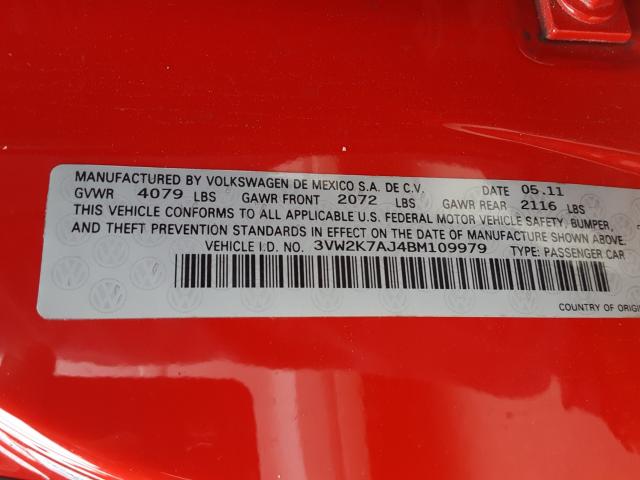 MANUFACTURED BY VOLKSWAGEN DE MEXICO S.A. DE C.V. DATE 05.11
GVWR 4079 LBS GAWR FRONT 2072 LBS GAWR REAR 2116 LBS
THIS VEHICLE CONFORMS TO ALL APPLICABLE U.S. FEDERAL MOTOR VEHICLE SAFETY, BUMPER,
AND THEFT PREVENTION STANDARDS IN EFFECT ON THE DATE OF MANUFACTURE SHOWN ABOVE.
VEHICLE I.D. NO. 3VW2K7AJ4BM109979 TYPE: PASSENGER CAR
COUNTRY OF ORIGIN